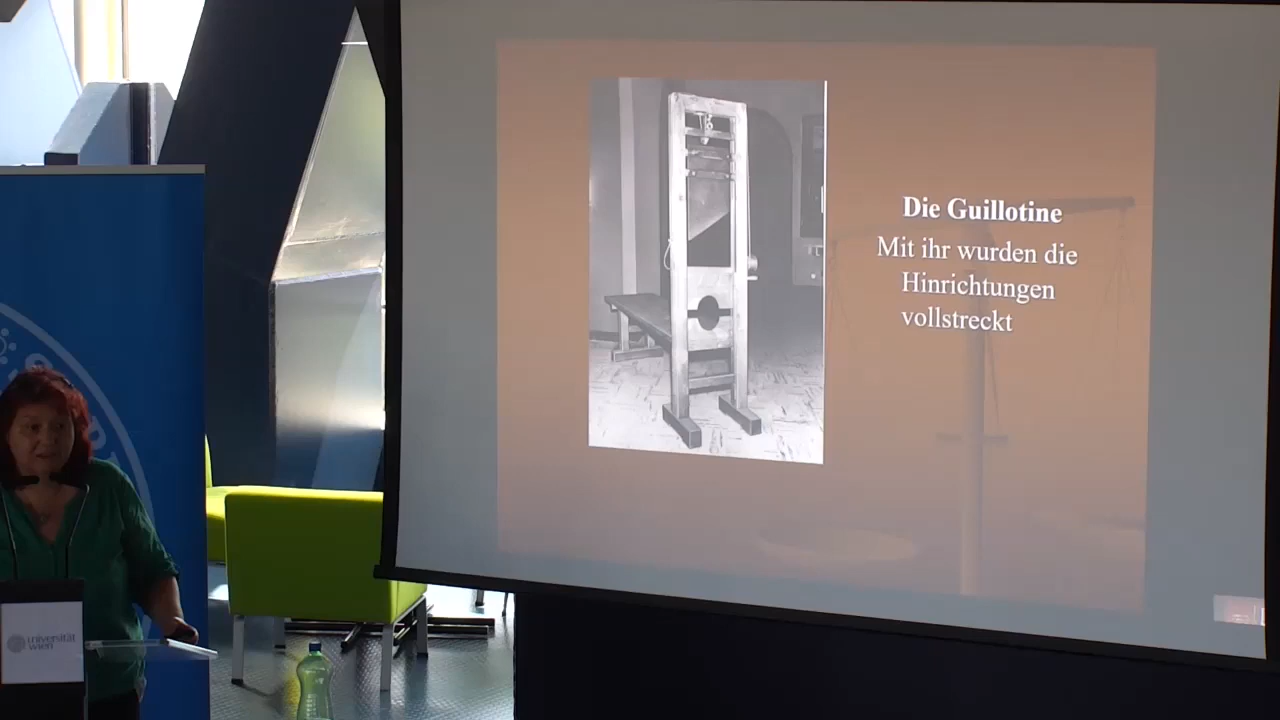 Die Guillotine
Mit ihr wurden die
Hinrichtungen
vollstreckt
universität
wien